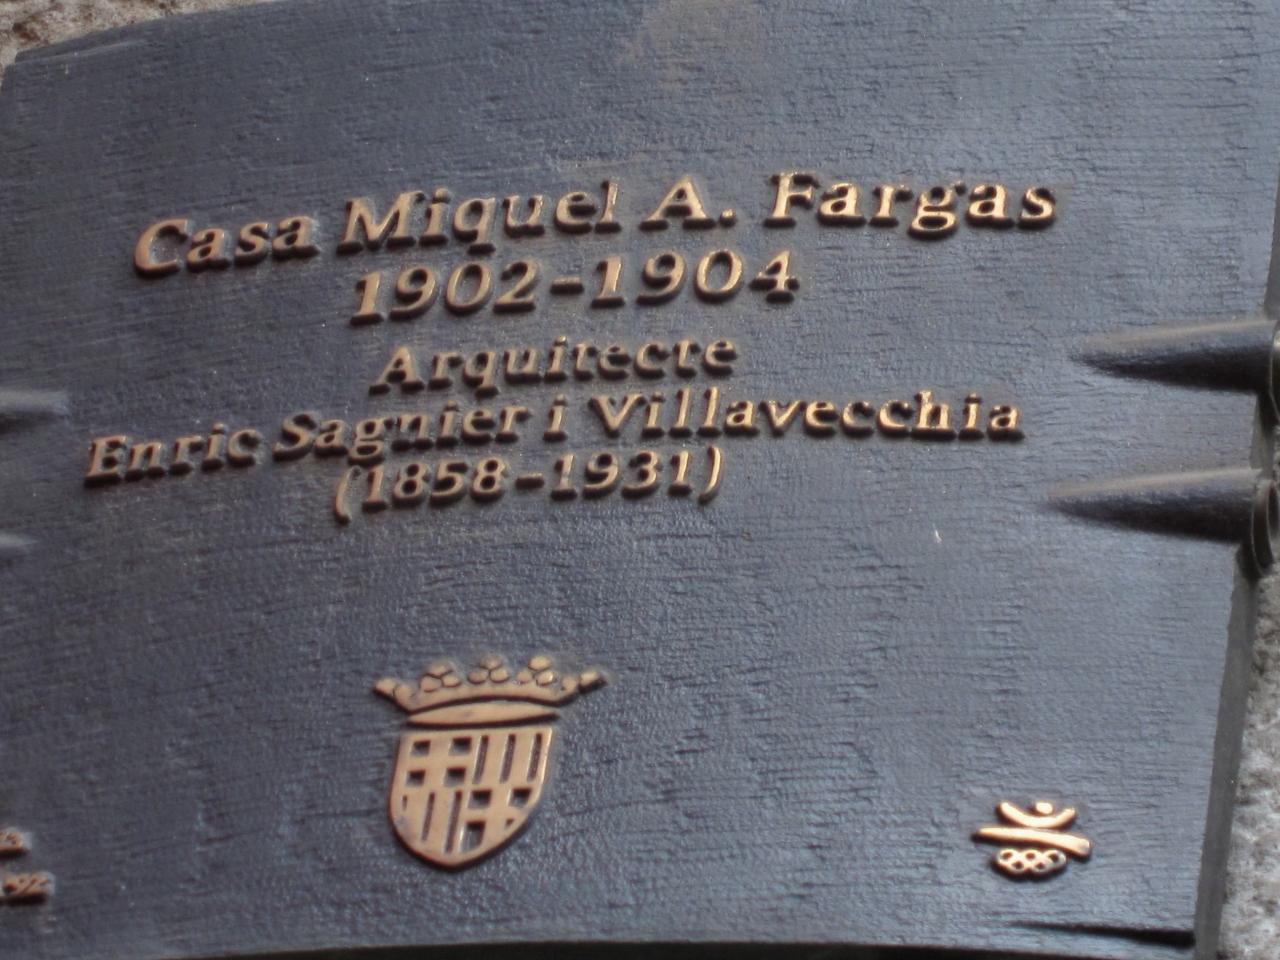 Casa Miquel A. Fargas
1902-1904
Arquitecte
Enric Sagnier i Villavecchia
(1858-1931)